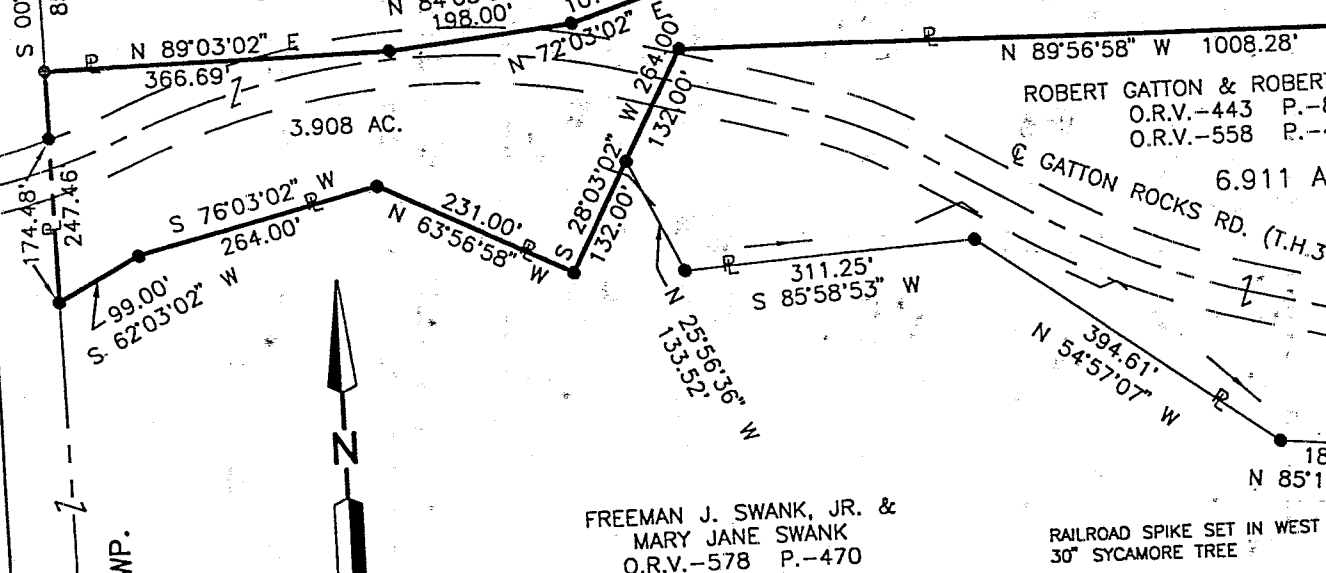 S 00°
N 89°03'02" E
366.69'
198.00'
N 72°03'02" E
264.00'
132.00'
N 89°56'58" W 1008.28'
ROBERT GATTON & ROBERT
O.R.V.-443 P.-
O.R.V.-558 P.-
6.911 A
℄ GATTON ROCKS RD. (T.H.3
3.908 AC.
174.48'
247.46'
S 76°03'02" W
264.00'
99.00'
S 62°03'02" W
231.00'
N 63°56'58" W
S 28°03'02" W
132.00'
N 25°56'36" W
133.52'
311.25'
S 85°58'53" W
394.61'
N 54°57'07" W
18
N 85°1
N
WP.
FREEMAN J. SWANK, JR. &
MARY JANE SWANK
O.R.V.-578 P.-470
RAILROAD SPIKE SET IN WEST
30" SYCAMORE TREE